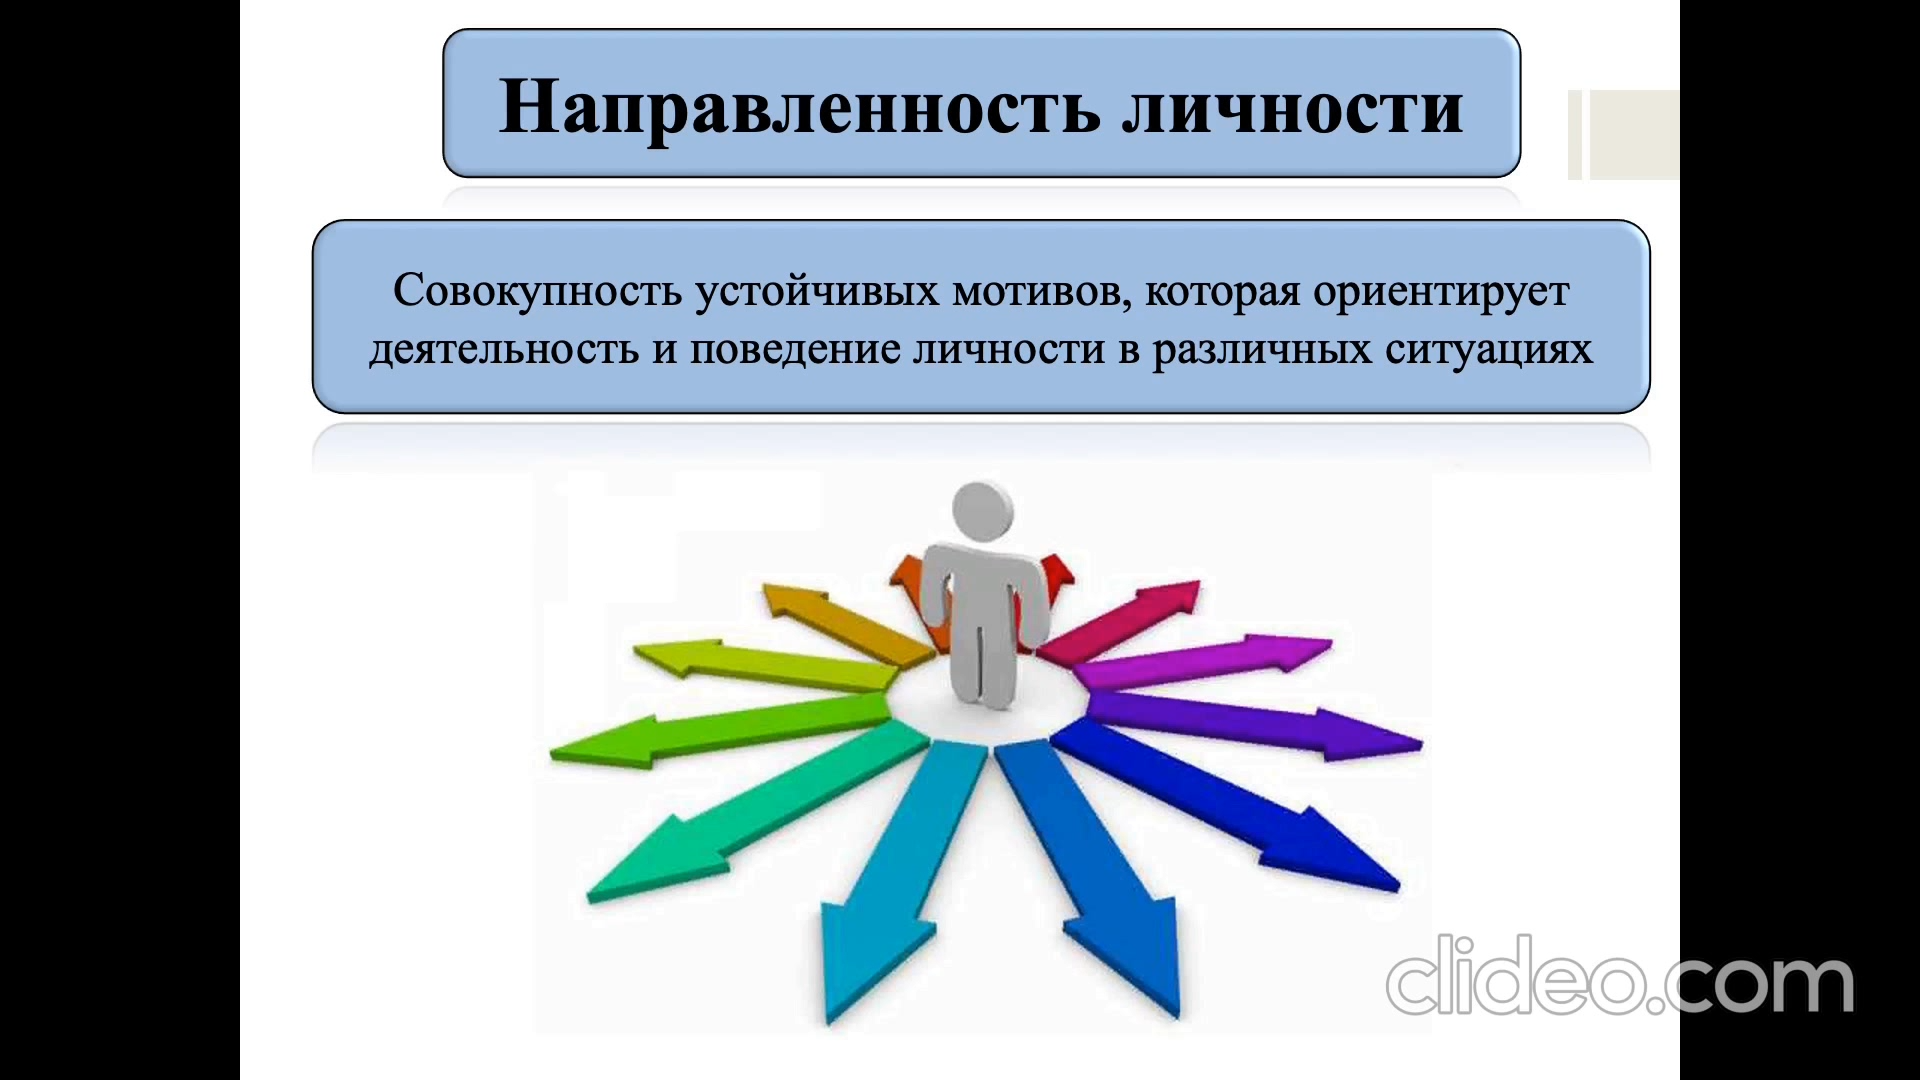 Направленность личности
Совокупность устойчивых мотивов, которая ориентирует
деятельность и поведение личности в различных ситуациях
clideo.com